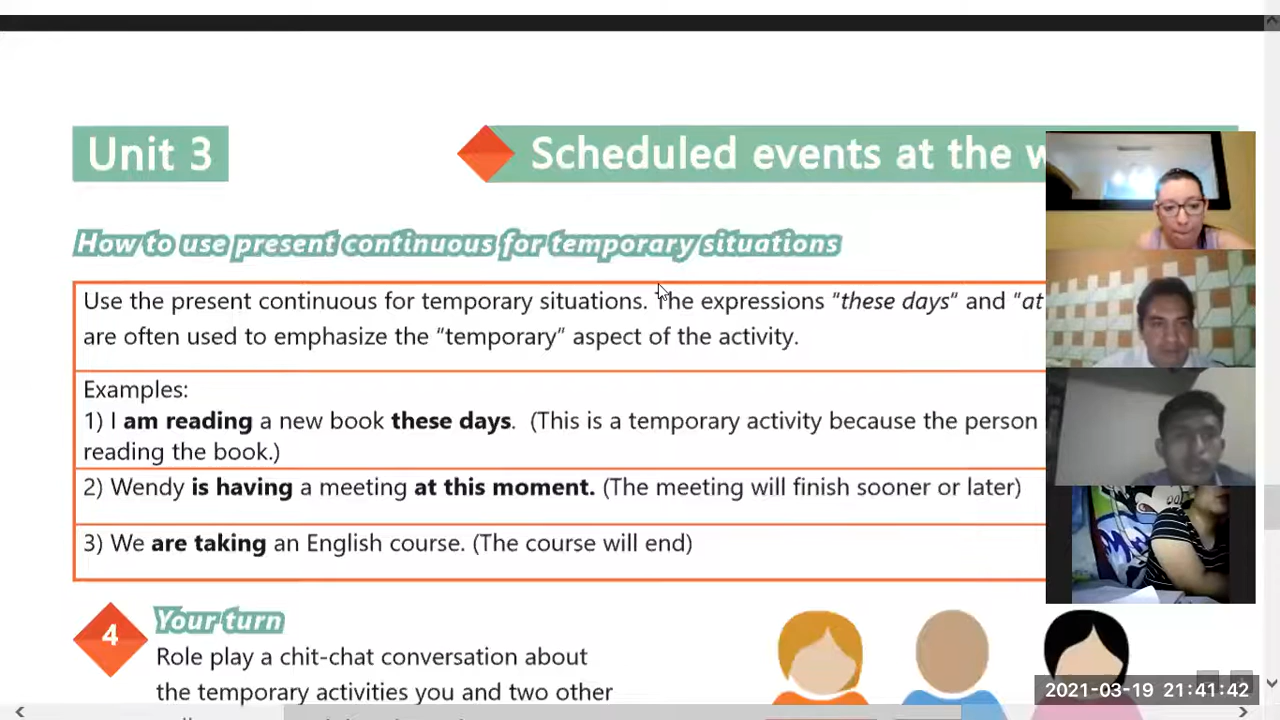 Unit 3
Scheduled events at the w
How to use present continuous for temporary situations
Use the present continuous for temporary situations. The expressions "these days" and "at
are often used to emphasize the “temporary” aspect of the activity.
Examples:
1) I am reading a new book these days. (This is a temporary activity because the person
reading the book.)
2) Wendy is having a meeting at this moment. (The meeting will finish sooner or later)
3) We are taking an English course. (The course will end)
4
Your turn
Role play a chit-chat conversation about
the temporary activities you and two other
2021-03-19 21:41:42